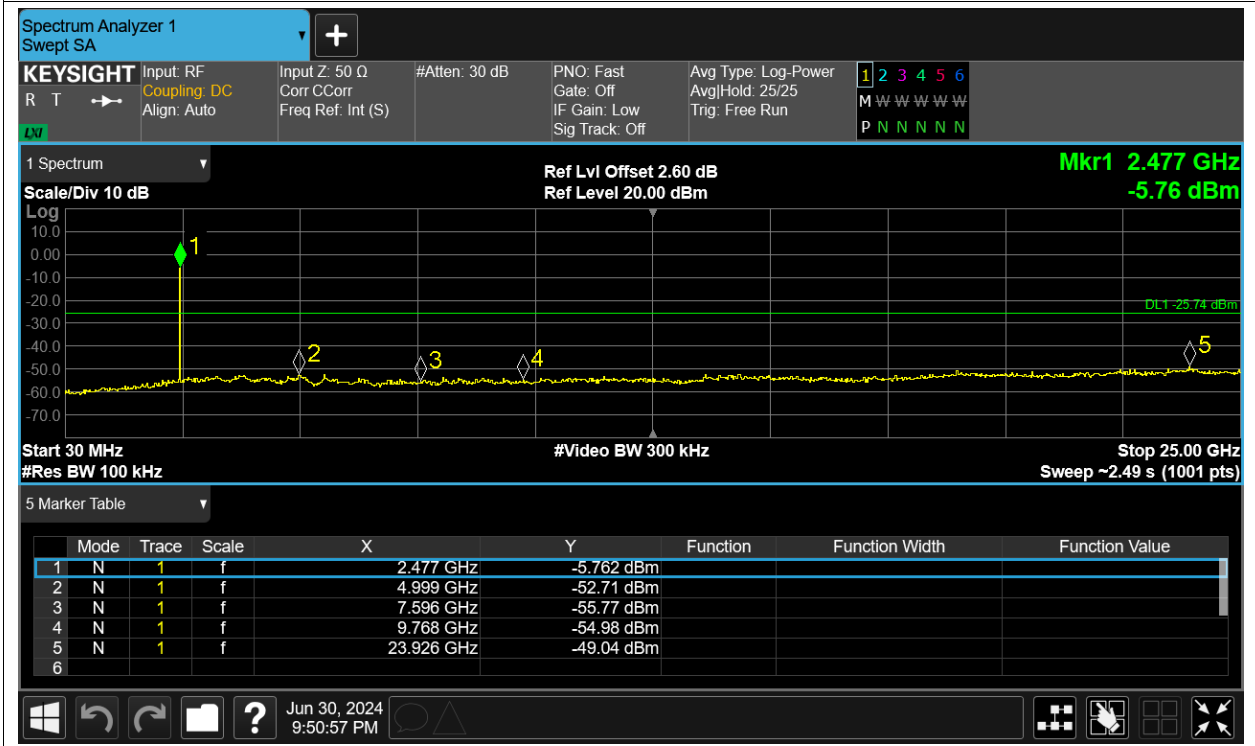 Spectrum Analyzer 1
Swept SA
KEYSIGHT
R T
LXI
Input: RF
Coupling: DC
Align: Auto
Input Z: 50 Ω
Corr CCorr
Freq Ref: Int (S)
#Atten: 30 dB
PNO: Fast
Gate: Off
IF Gain: Low
Sig Track: Off
Avg Type: Log-Power
Avg|Hold: 25/25
Trig: Free Run
1 2 3 4 5 6
M W W W W W
P N N N N N
1 Spectrum
Scale/Div 10 dB
Ref Lvl Offset 2.60 dB
Ref Level 20.00 dBm
Mkr1 2.477 GHz
-5.76 dBm
Log
10.0
0.00
-10.0
-20.0
-30.0
-40.0
-50.0
-60.0
-70.0
1
2
3
4
5
DL1 -25.74 dBm
Start 30 MHz
#Video BW 300 kHz
Stop 25.00 GHz
#Res BW 100 kHz
Sweep ~2.49 s (1001 pts)
5 Marker Table
Mode Trace Scale X Y Function Function Width Function Value
1 N 1 f 2.477 GHz -5.762 dBm
2 N 1 f 4.999 GHz -52.71 dBm
3 N 1 f 7.596 GHz -55.77 dBm
4 N 1 f 9.768 GHz -54.98 dBm
5 N 1 f 23.926 GHz -49.04 dBm
6
?
Jun 30, 2024
9:50:57 PM